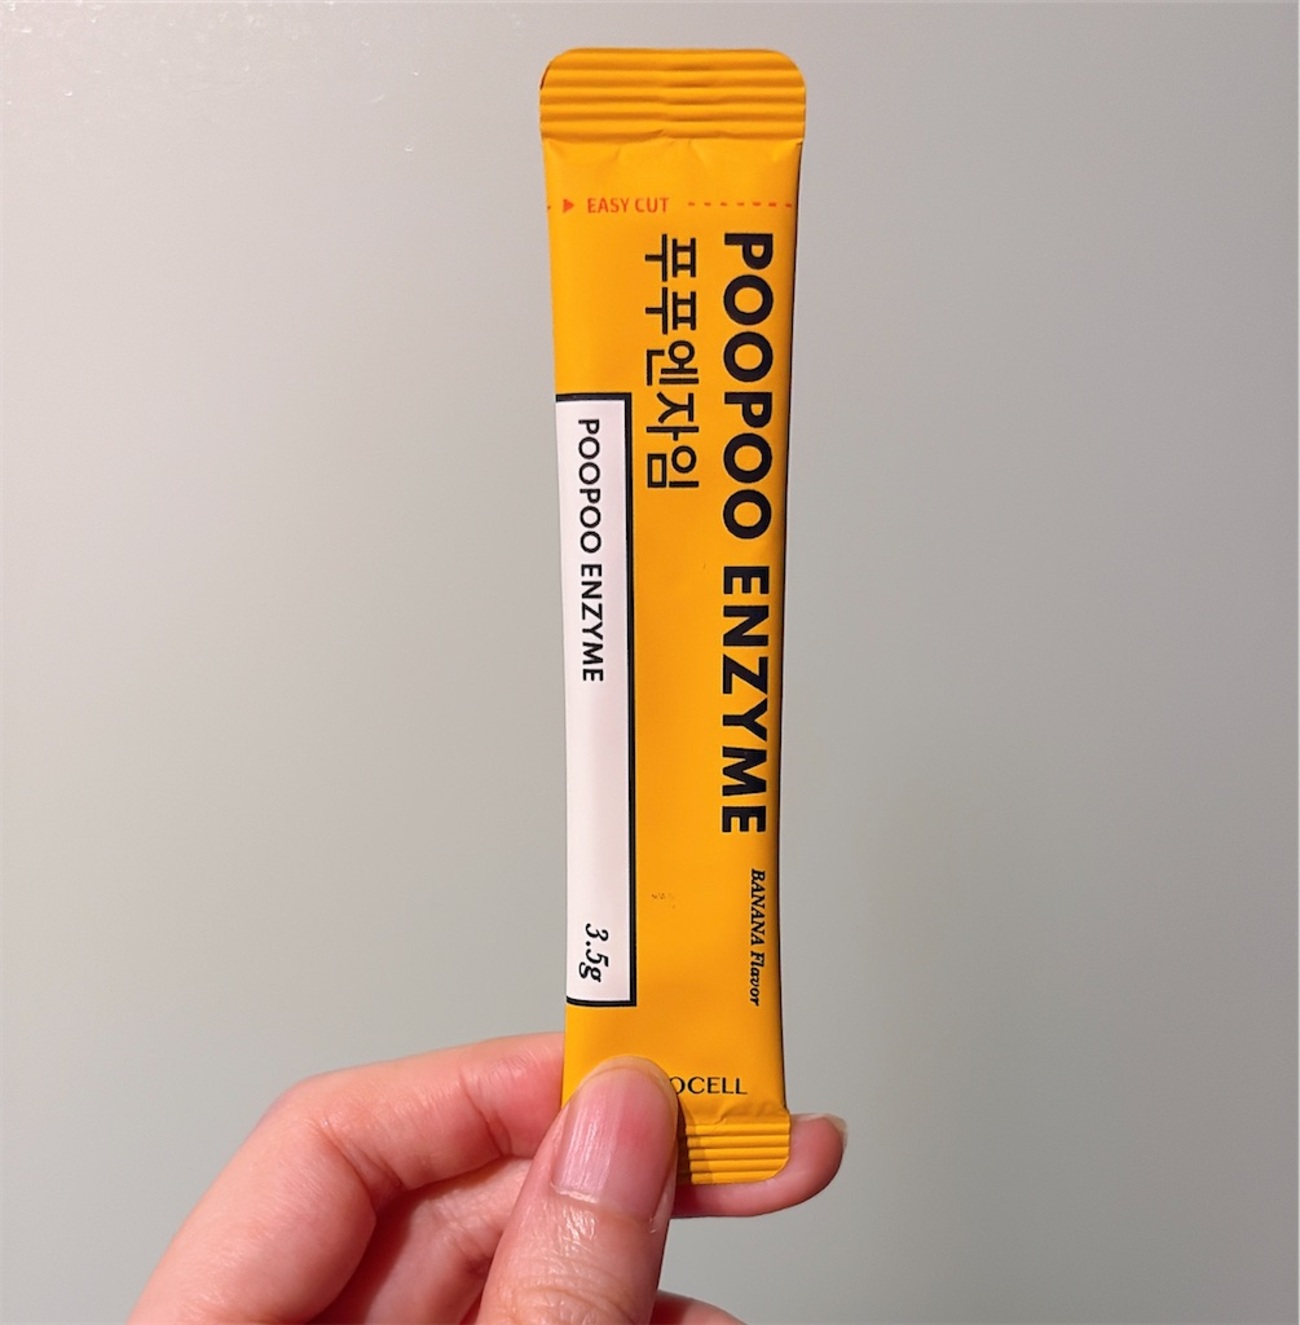 EASY CUT
POOPOO ENZYME
푸푸엔자임
BANANA Flavor
POOPOO ENZYME
3.5g